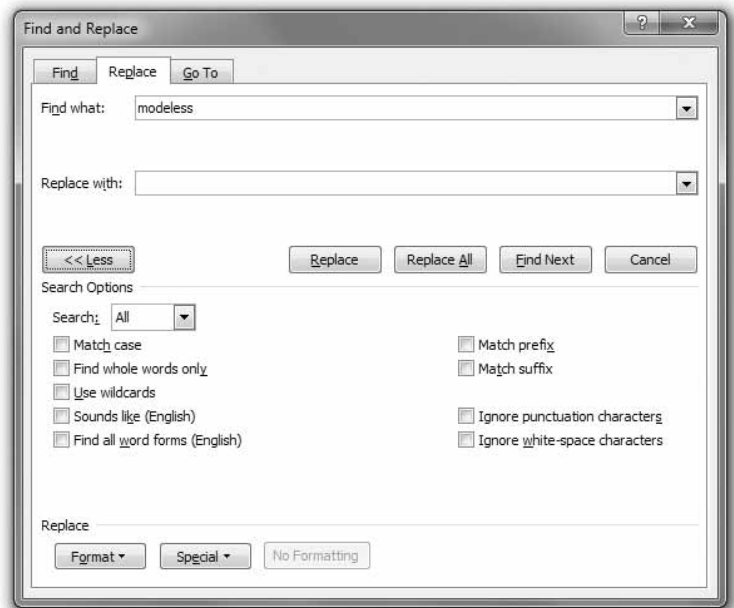 Find and Replace
Find Replace Go To
Find what: modeless
Replace with:
<< Less Replace Replace All Find Next Cancel
Search Options
Search: All
Match case Match prefix
Find whole words only Match suffix
Use wildcards
Sounds like (English) Ignore punctuation characters
Find all word forms (English) Ignore white-space characters
Replace
Format Special No Formatting